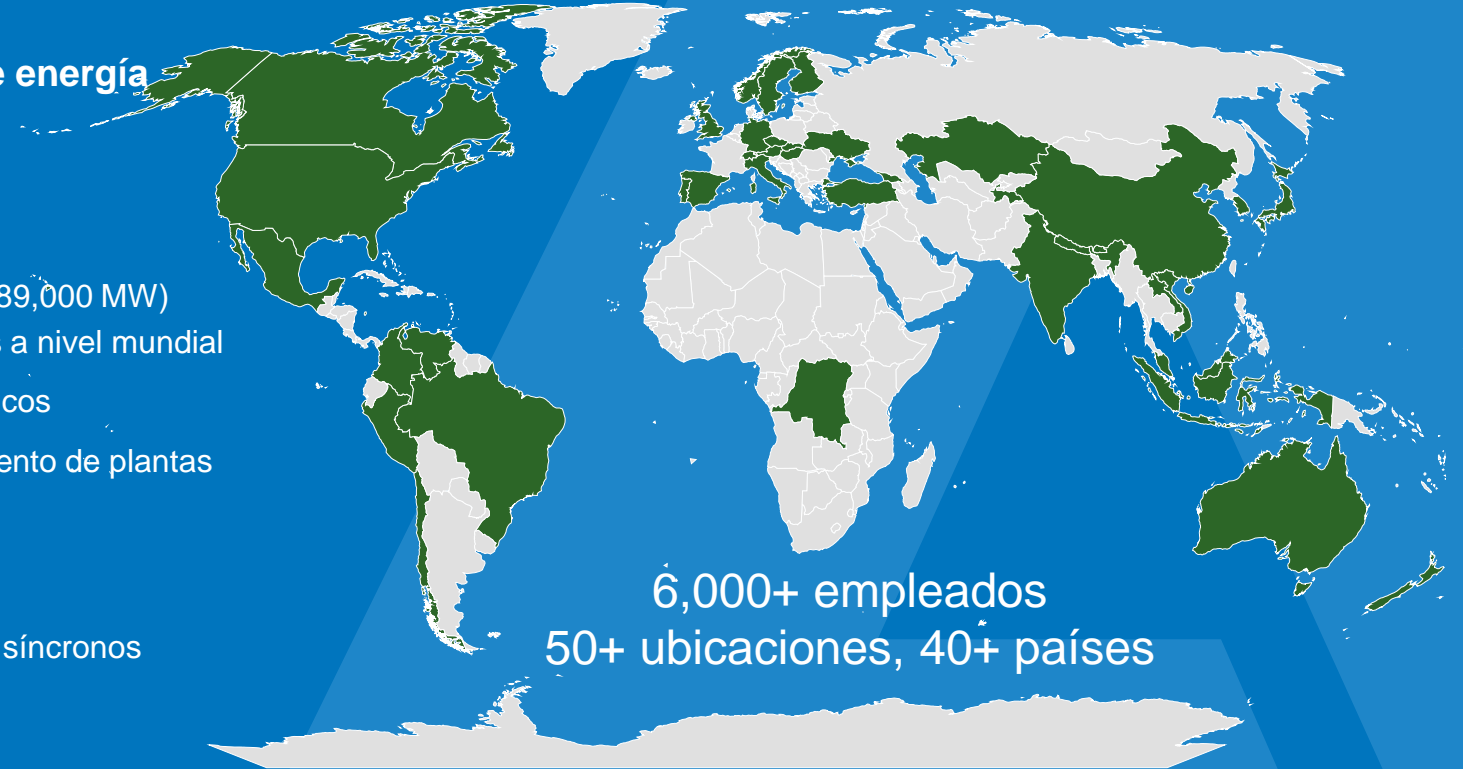 e energía
89,000 MW)
s a nivel mundial
cos
ento de plantas
síncronos
6,000+ empleados
50+ ubicaciones, 40+ países